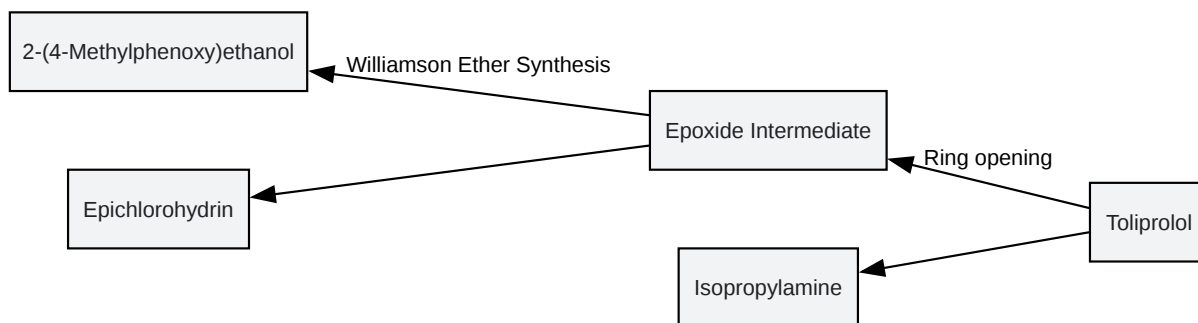 2-(4-Methylphenoxy)ethanol
Williamson Ether Synthesis
Epoxide Intermediate
Ring opening
Epichlorohydrin
Toliprolol
Isopropylamine